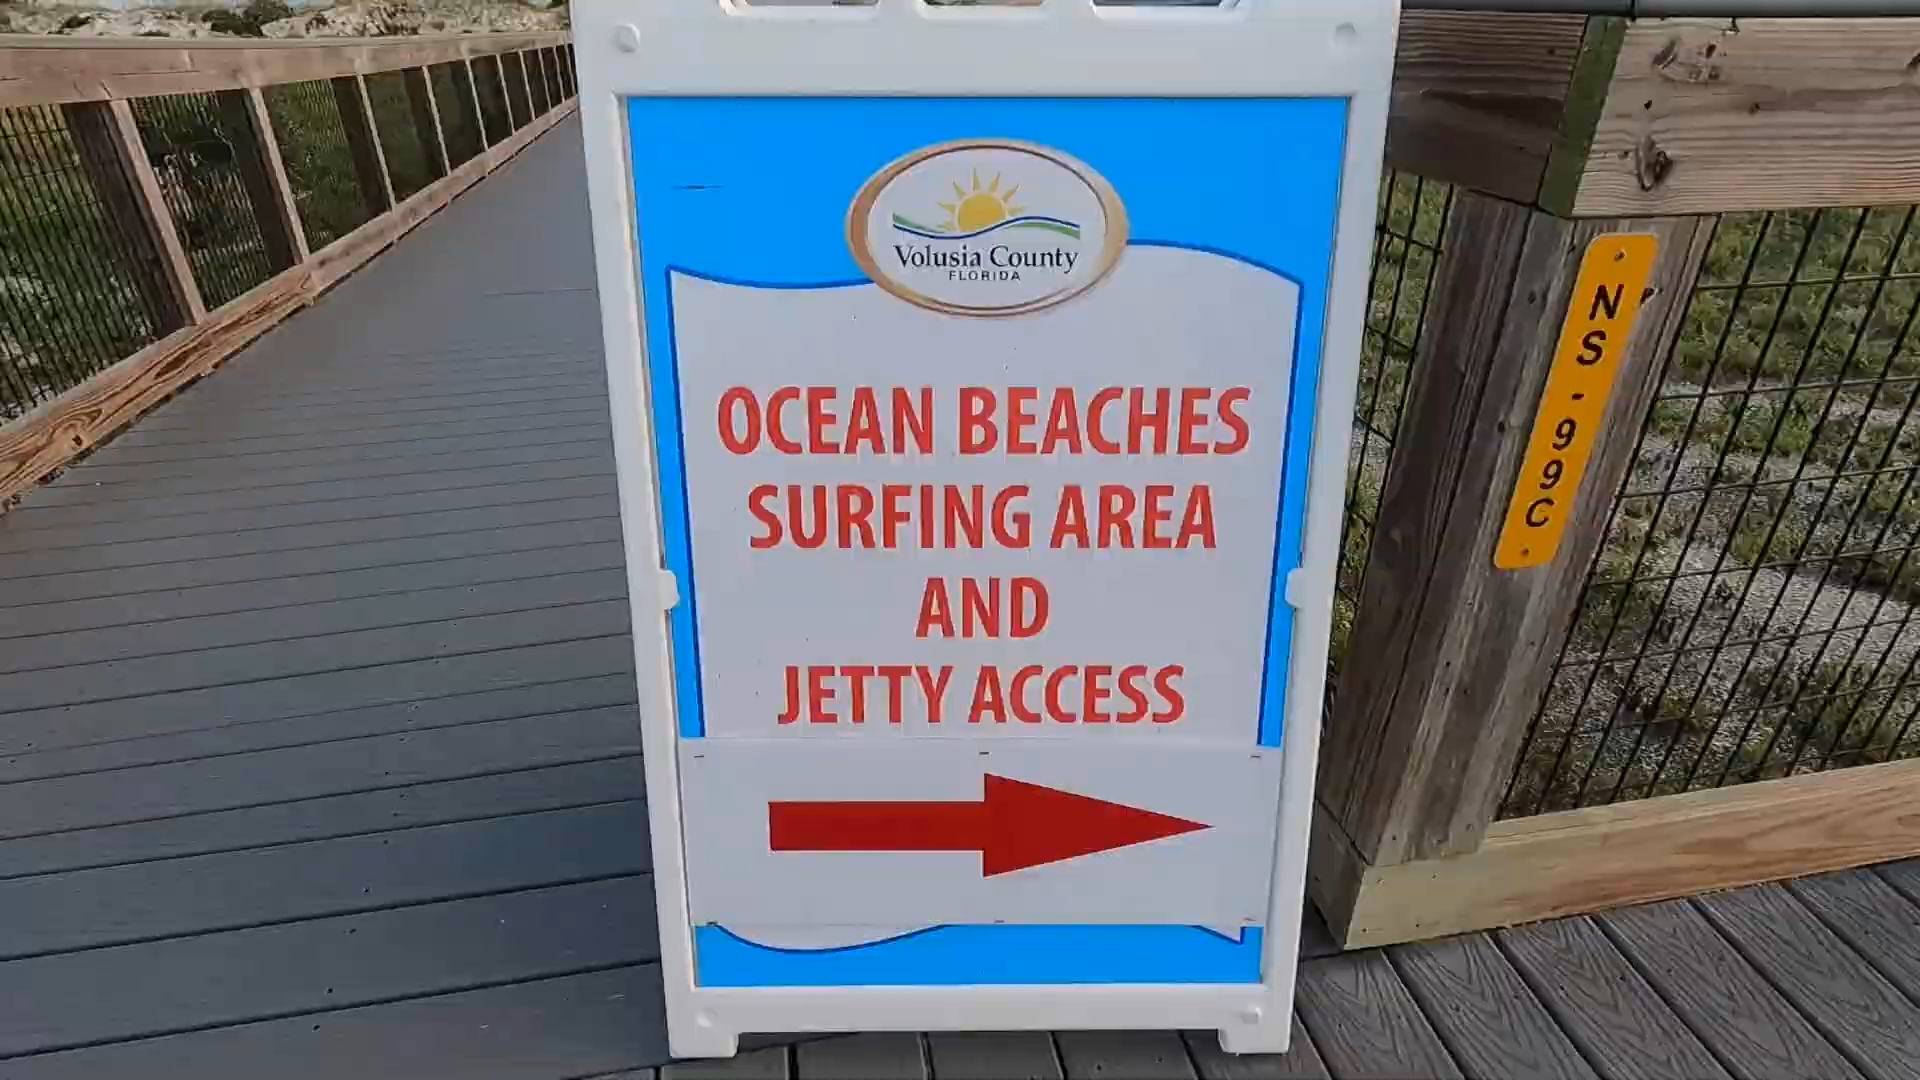 Volusia County
FLORIDA
OCEAN BEACHES
SURFING AREA
AND
JETTY ACCESS
NS-99C